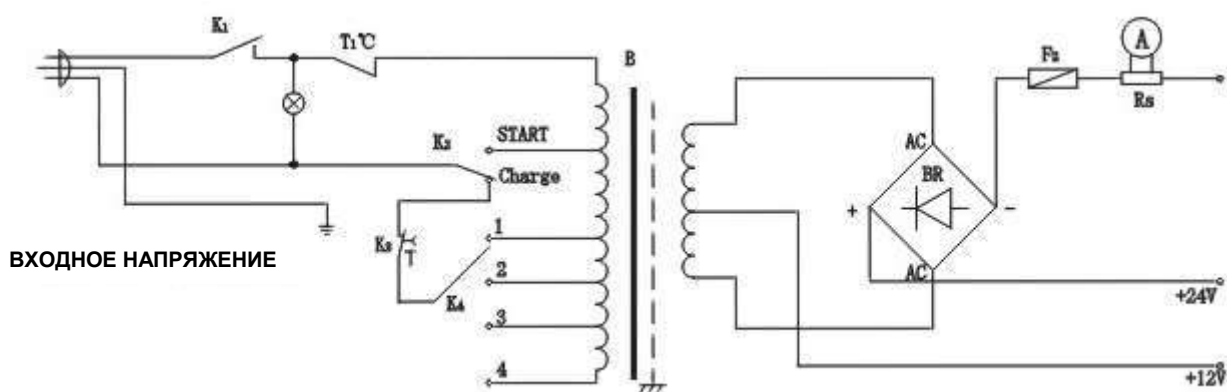 K1
T1℃
B
F2
A
Rs
START
K2
Charge
AC
BR
+
-
K3
T
1
ВХОДНОЕ НАПРЯЖЕНИЕ
2
AC
K4
+24V
3
4
+12V